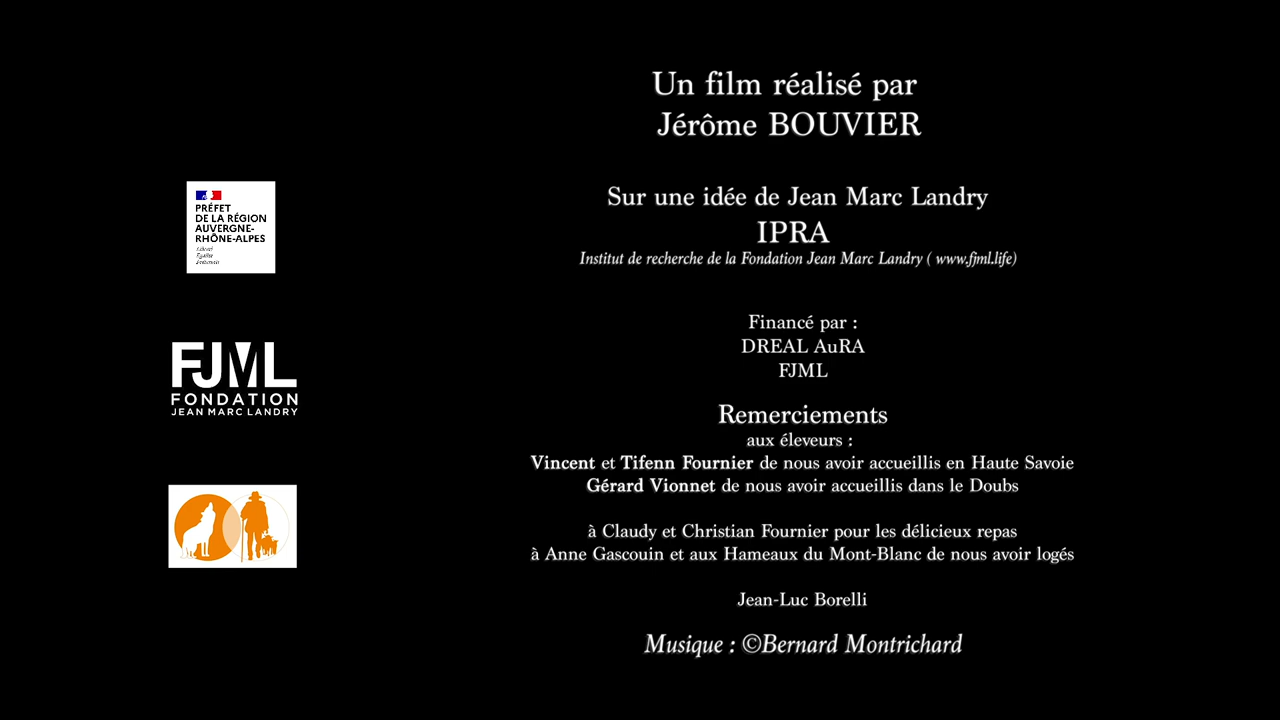 Un film réalisé par
Jérôme BOUVIER
Sur une idée de Jean Marc Landry
IPRA
Institut de recherche de la Fondation Jean Marc Landry ( www.fjml.life)
Financé par :
DREAL AuRA
FJML
Remerciements
aux éleveurs :
Vincent et Tifenn Fournier de nous avoir accueillis en Haute Savoie
Gérard Vionnet de nous avoir accueillis dans le Doubs
à Claudy et Christian Fournier pour les délicieux repas
à Anne Gascouin et aux Hameaux du Mont-Blanc de nous avoir logés
Jean-Luc Borelli
Musique : ©Bernard Montrichard
PRÉFET
DE LA RÉGION
AUVERGNE-
RHÔNE-ALPES
Liberté
Égalité
Fraternité
FJML
FONDATION
JEAN MARC LANDRY